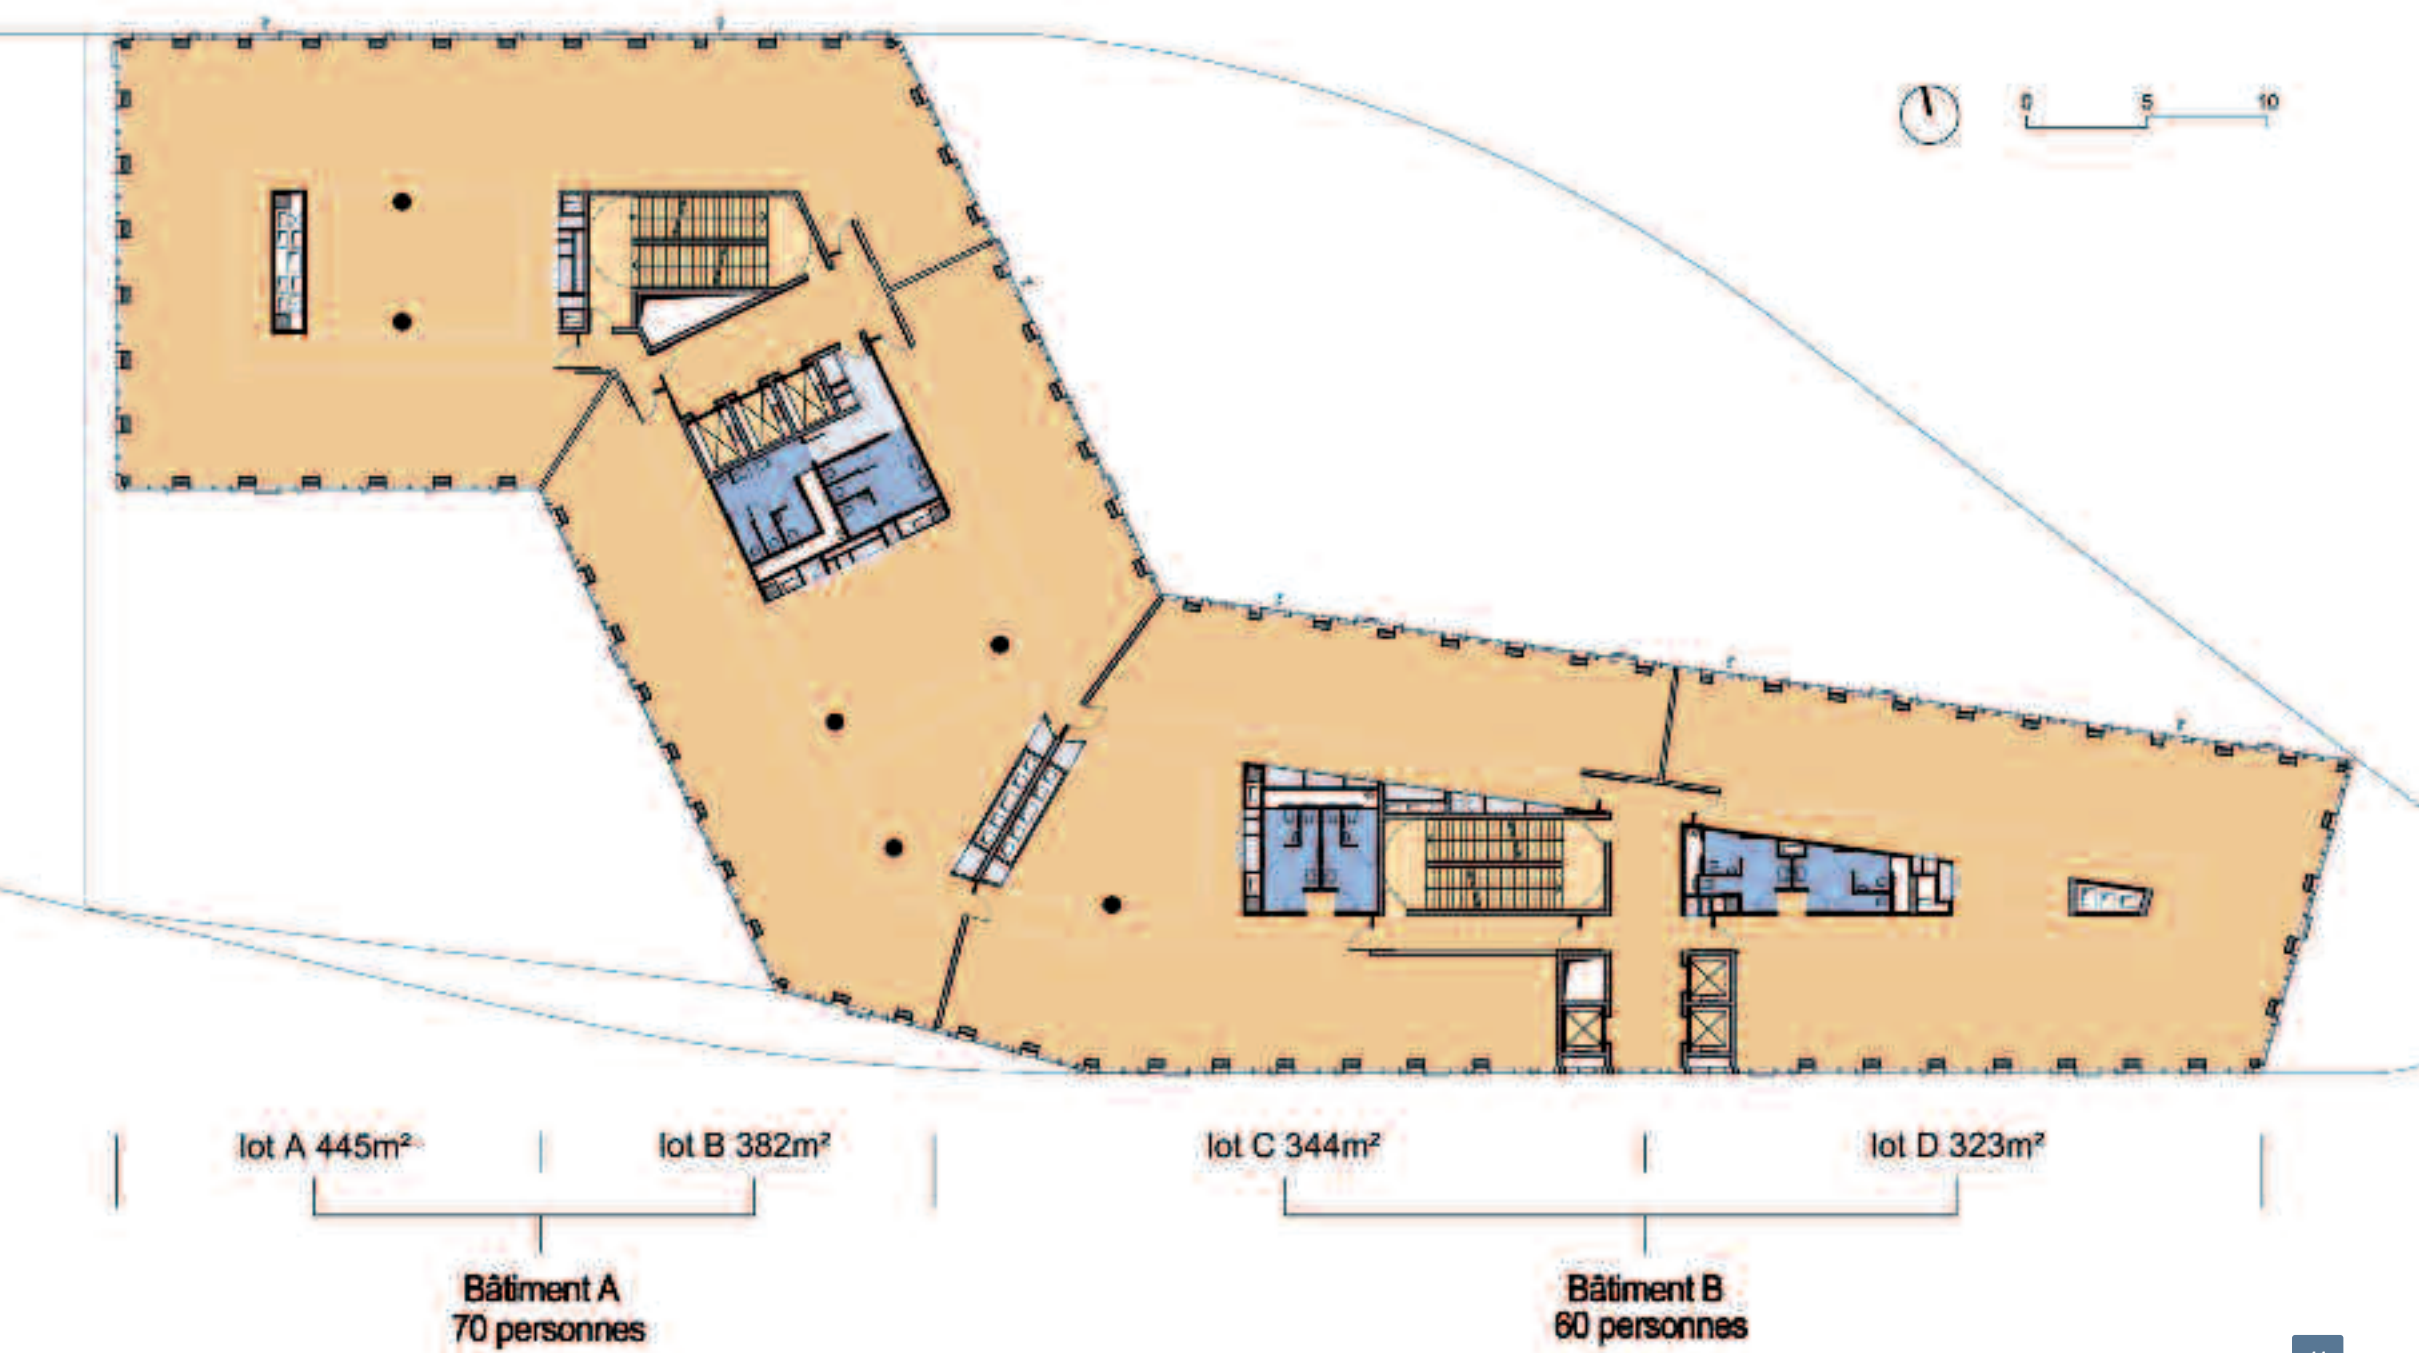 0 5 10
lot A 445m²
lot B 382m²
lot C 344m²
lot D 323m²
Bâtiment A
70 personnes
Bâtiment B
60 personnes